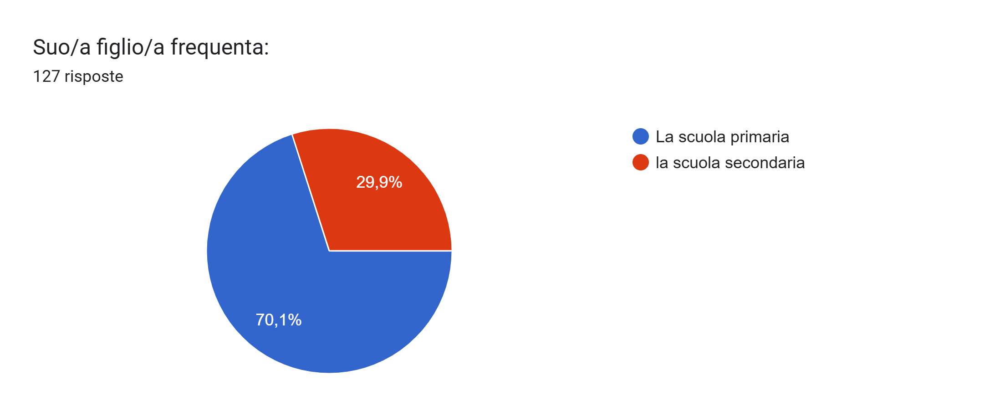 Suo/a figlio/a frequenta:
127 risposte
La scuola primaria
la scuola secondaria
29,9%
70,1%